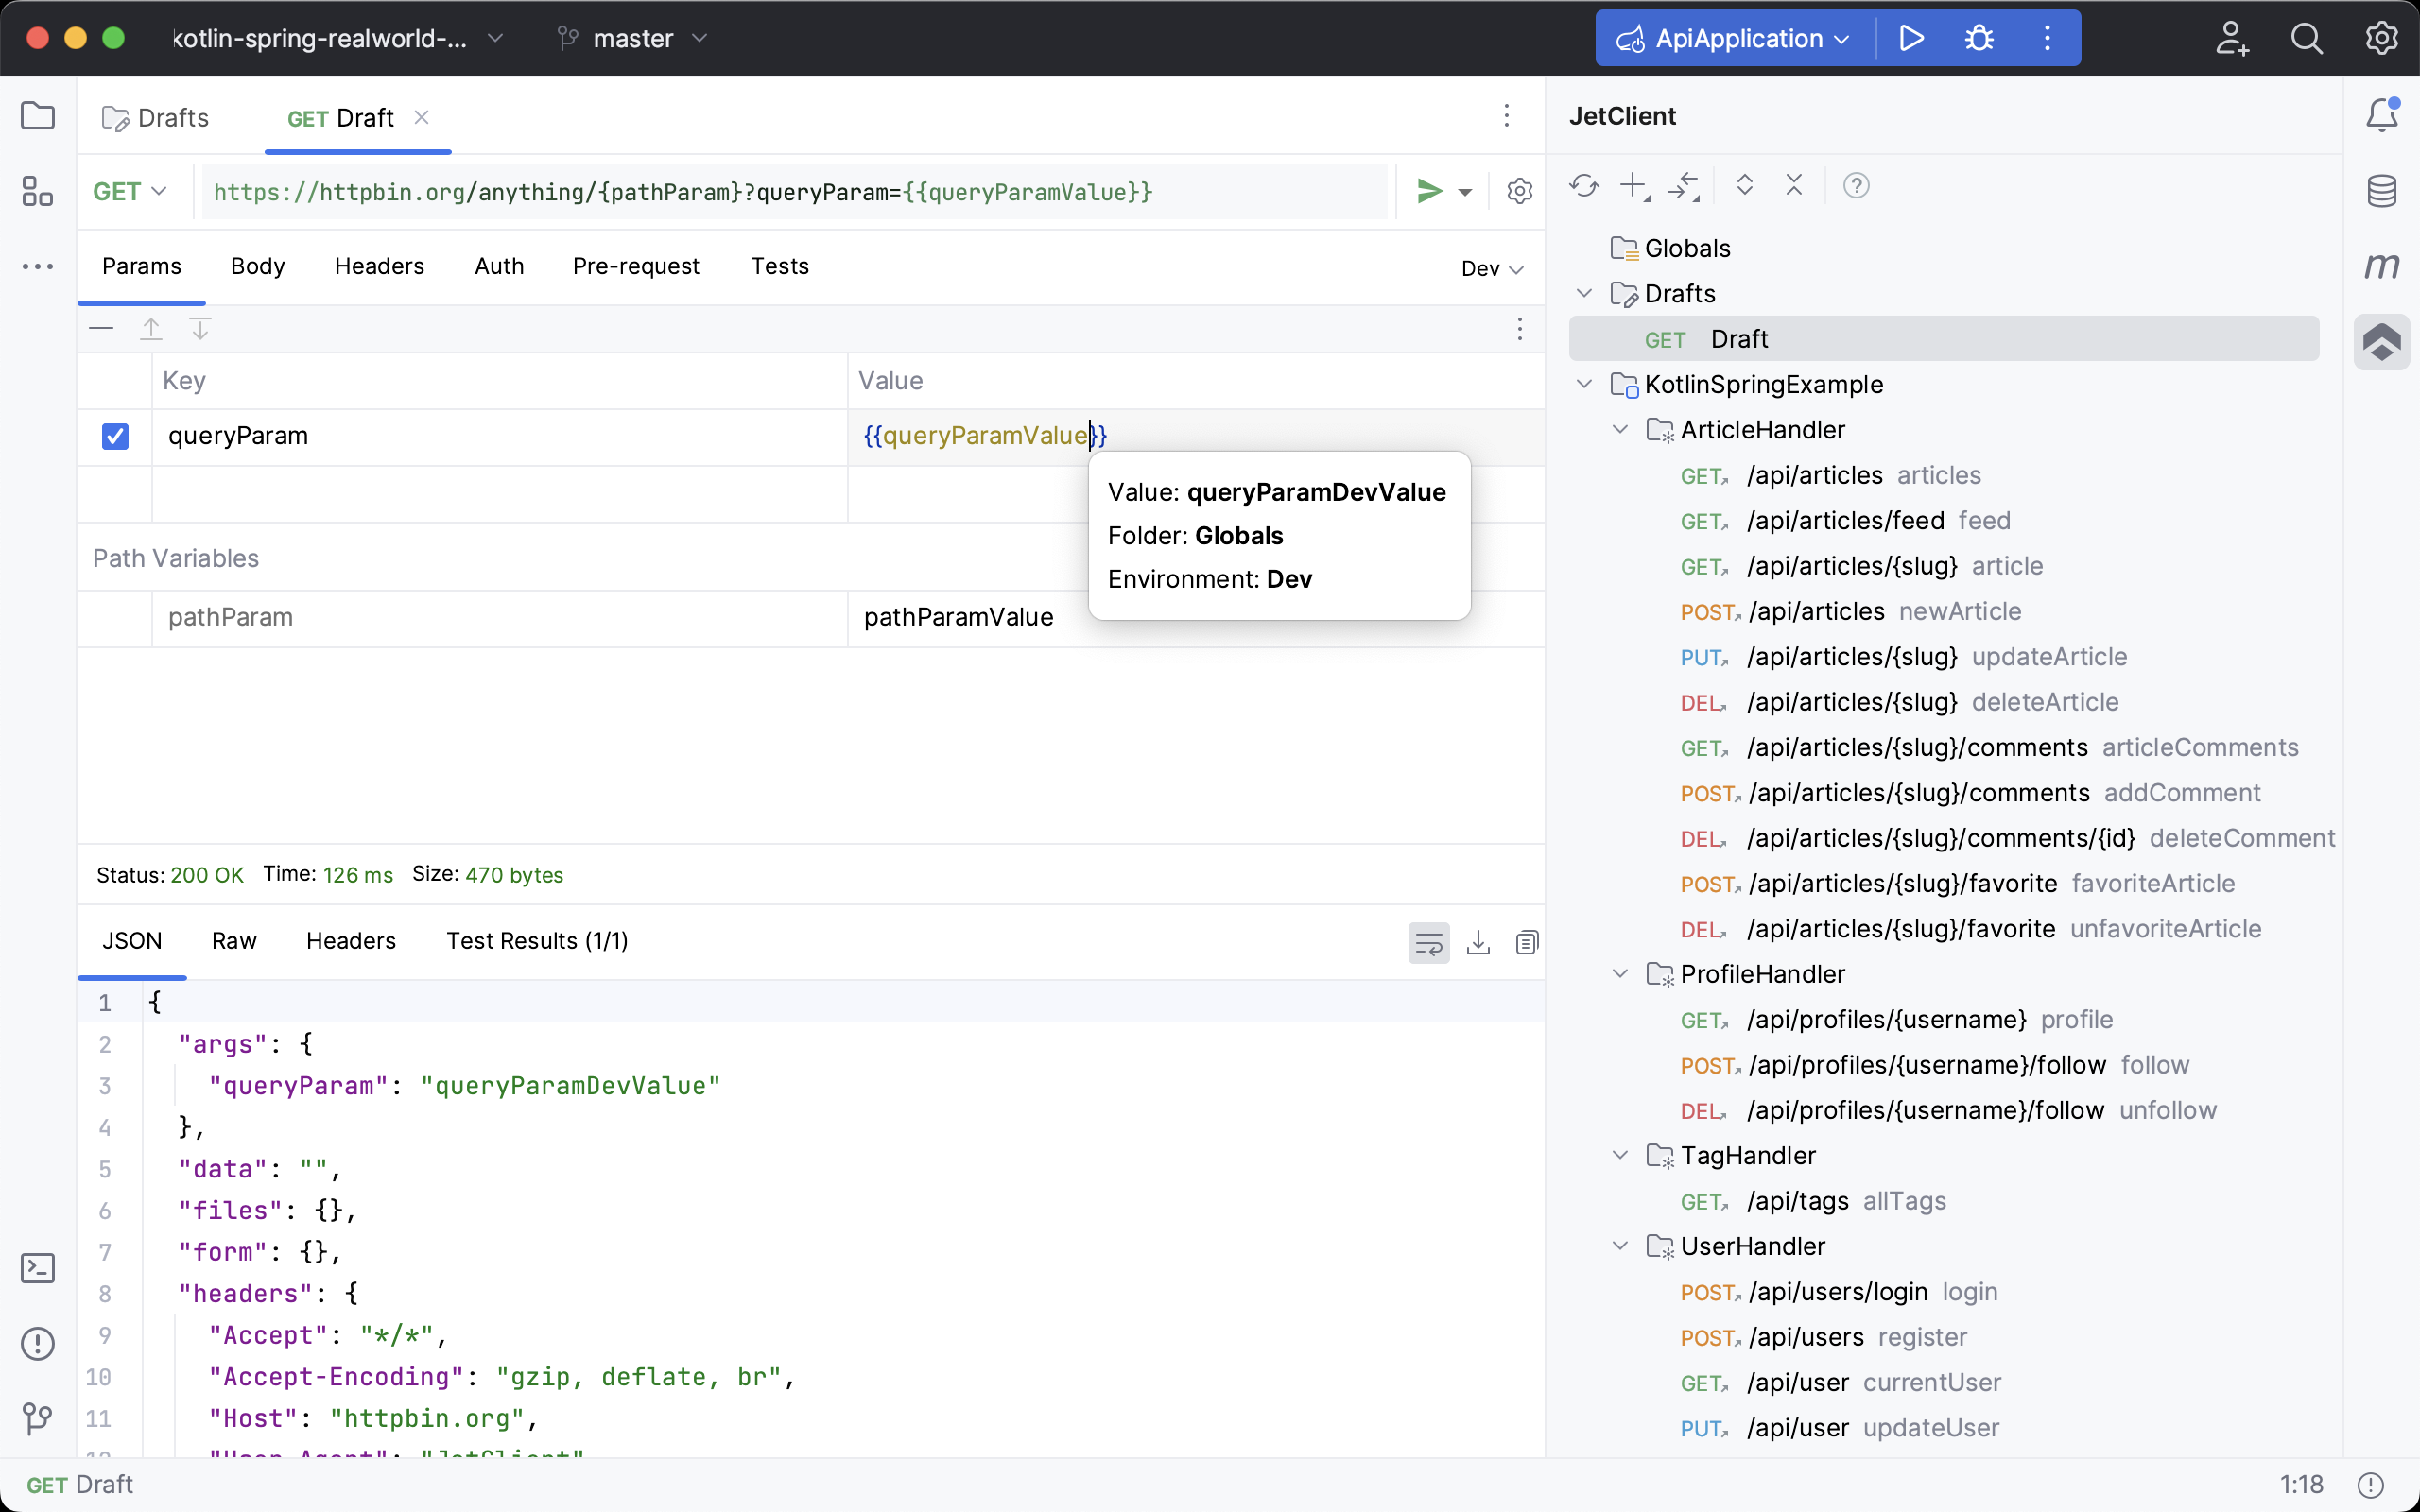 kotlin-spring-realworld-...
master
ApiApplication
Drafts
GET Draft
JetClient
GET
https://httpbin.org/anything/{pathParam}?queryParam={{queryParamValue}}
Params Body Headers Auth Pre-request Tests
Dev
Key Value
queryParam {{queryParamValue}}
Value: queryParamDevValue
Folder: Globals
Environment: Dev
Path Variables
pathParam pathParamValue
Status: 200 OK Time: 126 ms Size: 470 bytes
JSON Raw Headers Test Results (1/1)
1 {
2 "args": {
3 "queryParam": "queryParamDevValue"
4 },
5 "data": "",
6 "files": {},
7 "form": {},
8 "headers": {
9 "Accept": "*/*",
10 "Accept-Encoding": "gzip, deflate, br",
11 "Host": "httpbin.org",
Globals
Drafts
GET Draft
KotlinSpringExample
ArticleHandler
GET /api/articles articles
GET /api/articles/feed feed
GET /api/articles/{slug} article
POST /api/articles newArticle
PUT /api/articles/{slug} updateArticle
DEL /api/articles/{slug} deleteArticle
GET /api/articles/{slug}/comments articleComments
POST /api/articles/{slug}/comments addComment
DEL /api/articles/{slug}/comments/{id} deleteComment
POST /api/articles/{slug}/favorite favoriteArticle
DEL /api/articles/{slug}/favorite unfavoriteArticle
ProfileHandler
GET /api/profiles/{username} profile
POST /api/profiles/{username}/follow follow
DEL /api/profiles/{username}/follow unfollow
TagHandler
GET /api/tags allTags
UserHandler
POST /api/users/login login
POST /api/users register
GET /api/user currentUser
PUT /api/user updateUser
m
GET Draft
1:18